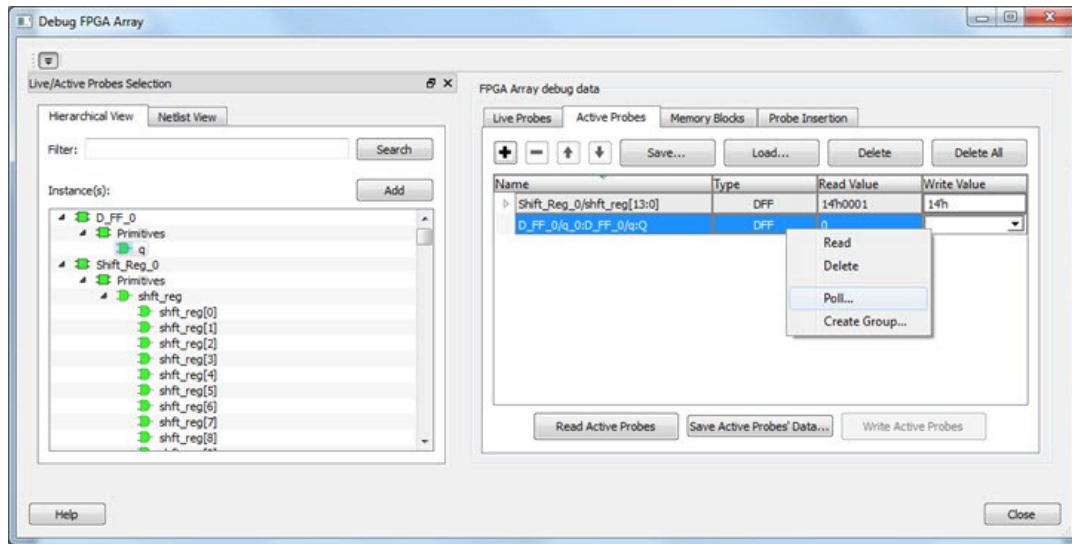 Debug FPGA Array
Live/Active Probes Selection
Hierarchical View Netlist View
Filter: Search
Instance(s): Add
D_FF_0
Primitives
q
Shift_Reg_0
Primitives
shft_reg
shft_reg[0]
shft_reg[1]
shft_reg[2]
shft_reg[3]
shft_reg[4]
shft_reg[5]
shft_reg[6]
shft_reg[7]
shft_reg[8]
FPGA Array debug data
Live Probes Active Probes Memory Blocks Probe Insertion
Save... Load... Delete Delete All
Name Type Read Value Write Value
Shift_Reg_0/shft_reg[13:0] DFF 14'h0001 14'h
D_FF_0/q_0:D_FF_0/q:Q DFF 0
Read
Delete
Poll...
Create Group...
Read Active Probes Save Active Probes' Data... Write Active Probes
Help Close